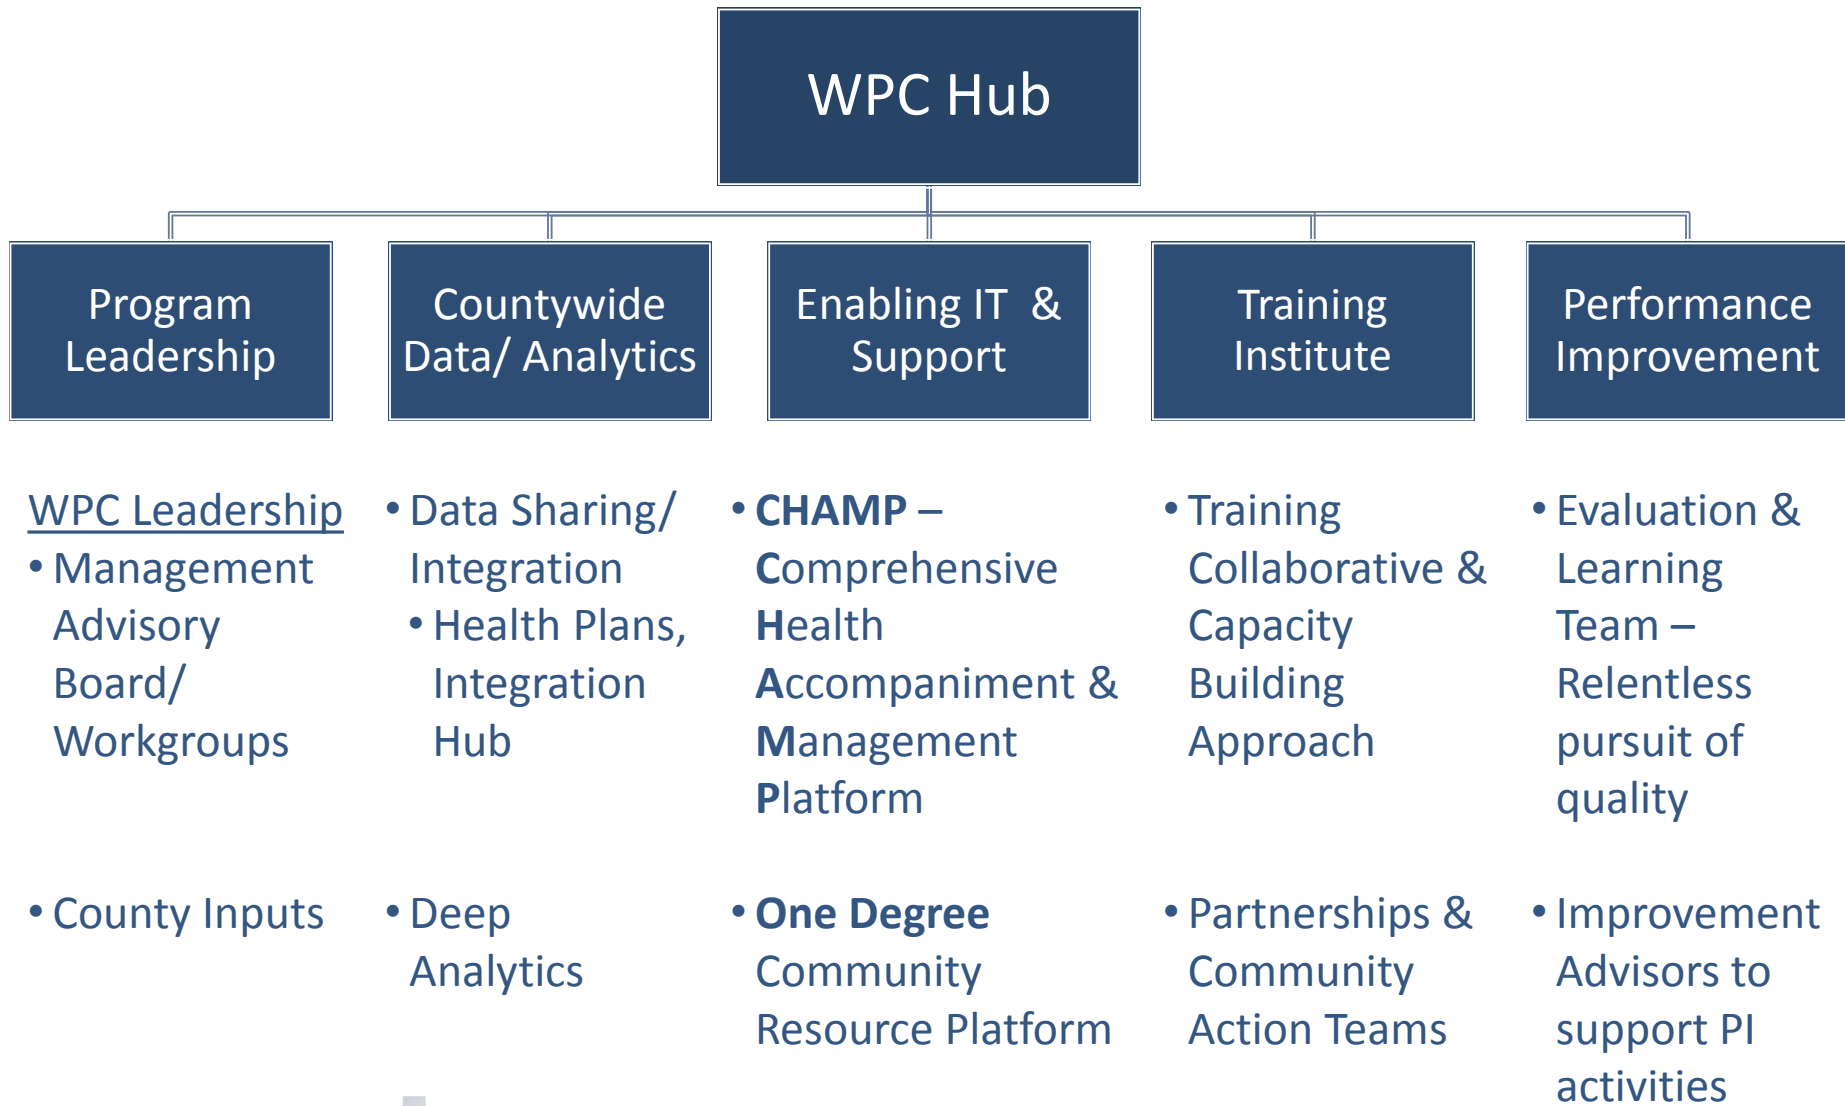 WPC Hub
Program
Leadership
Countywide
Data/ Analytics
Enabling IT &
Support
Training
Institute
Performance
Improvement
WPC Leadership
• Management
Advisory
Board/
Workgroups
• County Inputs
• Data Sharing/
Integration
• Health Plans,
Integration
Hub
• Deep
Analytics
• CHAMP –
Comprehensive
Health
Accompaniment &
Management
Platform
• One Degree
Community
Resource Platform
• Training
Collaborative &
Capacity
Building
Approach
• Partnerships &
Community
Action Teams
• Evaluation &
Learning
Team –
Relentless
pursuit of
quality
• Improvement
Advisors to
support PI
activities